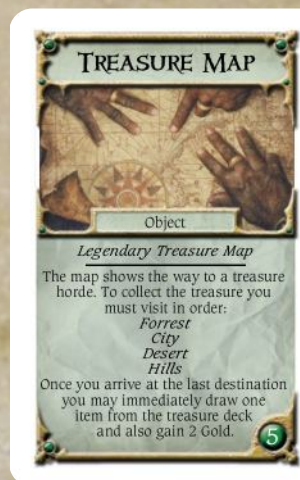 TREASURE MAP
Object
Legendary Treasure Map
The map shows the way to a treasure
horde. To collect the treasure you
must visit in order:
Forrest
City
Desert
Hills
Once you arrive at the last destination
you may immediately draw one
item from the treasure deck
and also gain 2 Gold.
5